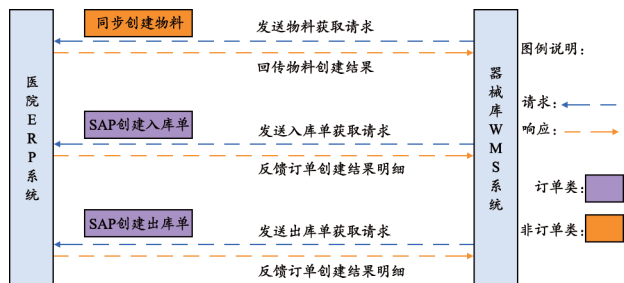 同步创建物料
发送物料获取请求
回传物料创建结果
医院ERP系统
SAP创建入库单
发送入库单获取请求
反馈订单创建结果明细
SAP创建出库单
发送出库单获取请求
反馈订单创建结果明细
器械库WMS系统
图例说明:
请求:
响应:
订单类:
非订单类: